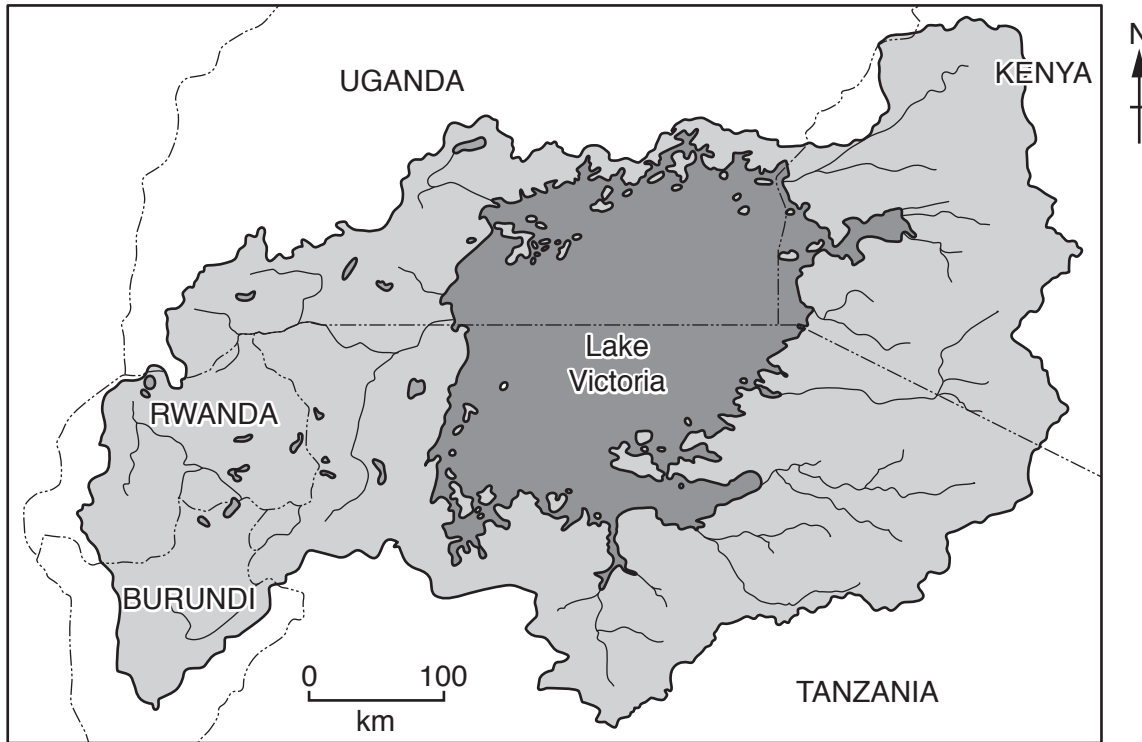 N
UGANDA
KENYA
Lake
Victoria
RWANDA
BURUNDI
0 100
km
TANZANIA